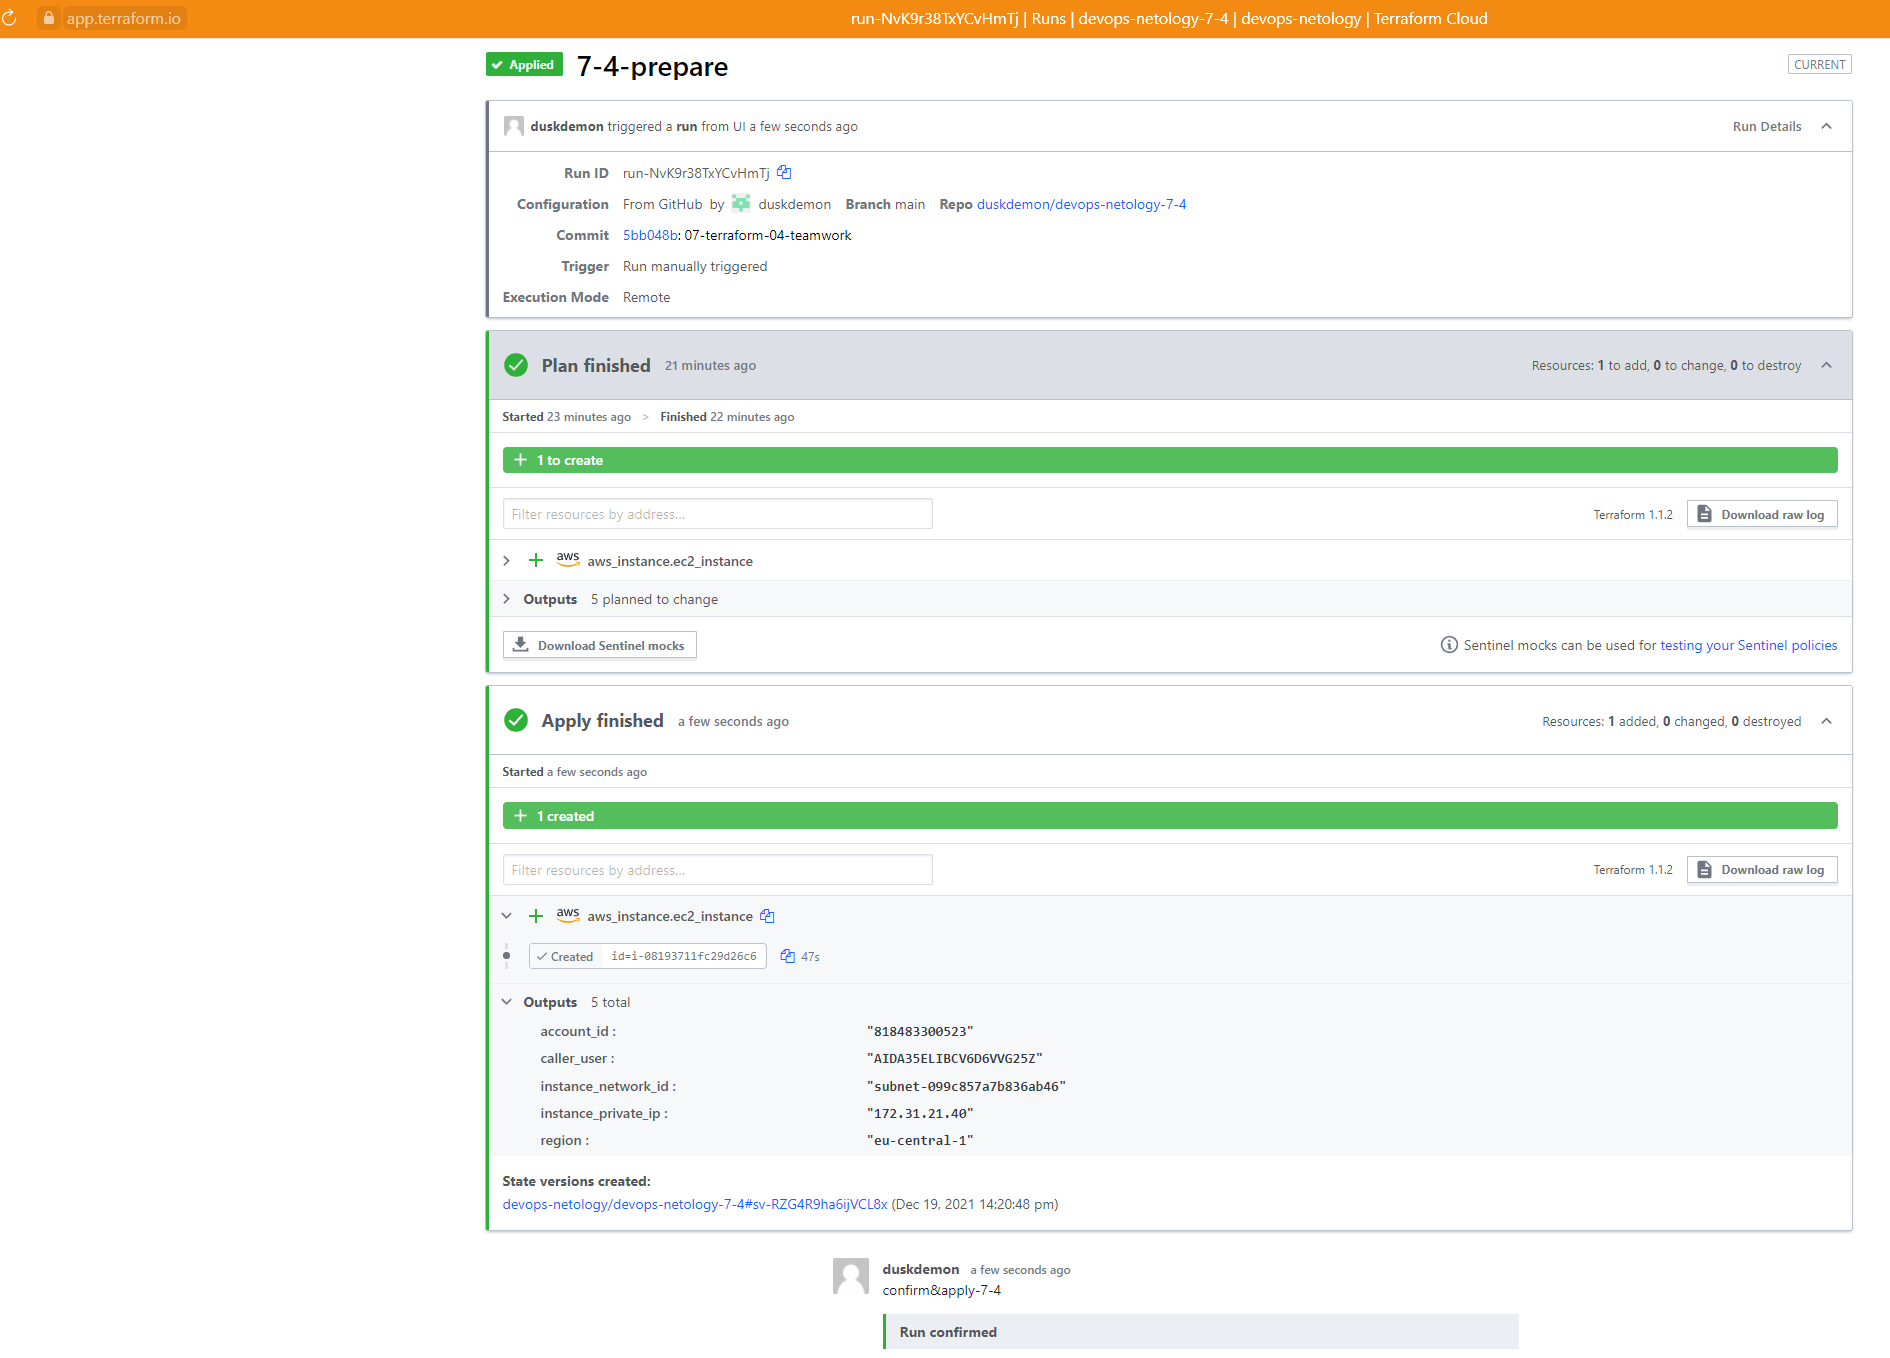 app.terraform.io
run-NvK9r38TxYCvHmTj | Runs | devops-netology-7-4 | devops-netology | Terraform Cloud
Applied 7-4-prepare CURRENT
duskdemon triggered a run from UI a few seconds ago Run Details
Run ID run-NvK9r38TxYCvHmTj
Configuration From GitHub by duskdemon Branch main Repo duskdemon/devops-netology-7-4
Commit 5bb048b: 07-terraform-04-teamwork
Trigger Run manually triggered
Execution Mode Remote
Plan finished 21 minutes ago Resources: 1 to add, 0 to change, 0 to destroy
Started 23 minutes ago > Finished 22 minutes ago
+ 1 to create
Filter resources by address... Terraform 1.1.2 Download raw log
+ aws aws_instance.ec2_instance
Outputs 5 planned to change
Download Sentinel mocks Sentinel mocks can be used for testing your Sentinel policies
Apply finished a few seconds ago Resources: 1 added, 0 changed, 0 destroyed
Started a few seconds ago
+ 1 created
Filter resources by address... Terraform 1.1.2 Download raw log
+ aws aws_instance.ec2_instance
Created id=i-08193711fc29d26c6 47s
Outputs 5 total
account_id : "818483300523"
caller_user : "AIDA35ELIBCV6D6VVG25Z"
instance_network_id : "subnet-099c857a7b836ab46"
instance_private_ip : "172.31.21.40"
region : "eu-central-1"
State versions created:
devops-netology/devops-netology-7-4#sv-RZG4R9ha6ijVCL8x (Dec 19, 2021 14:20:48 pm)
duskdemon a few seconds ago
confirm&apply-7-4
Run confirmed